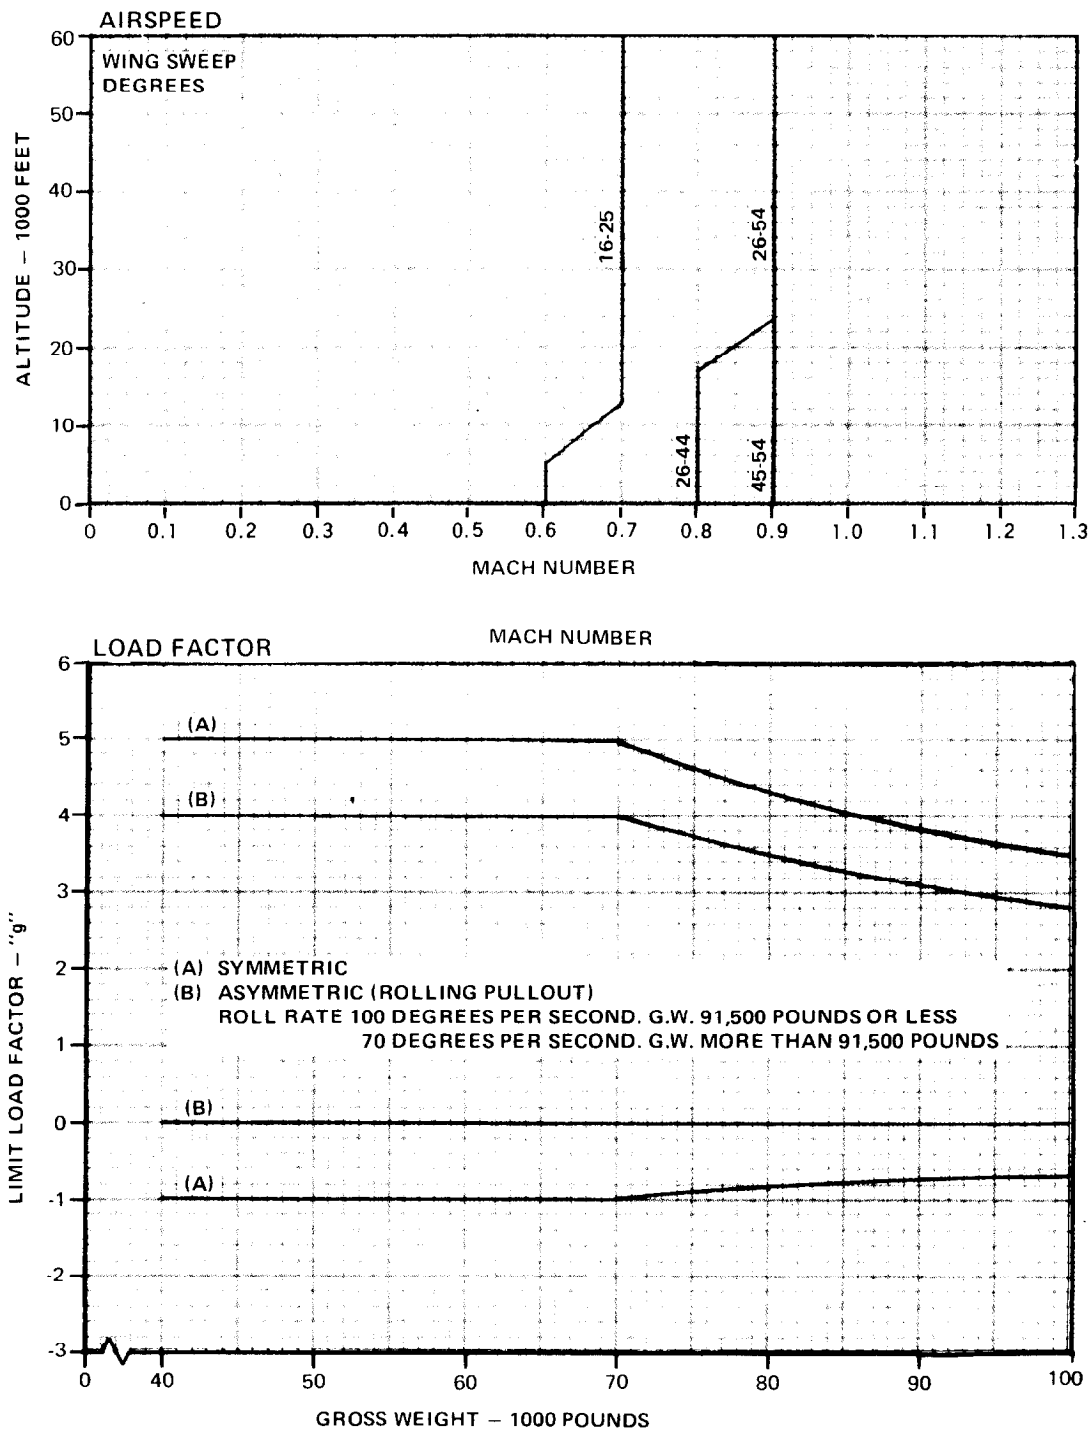 AIRSPEED
60
WING SWEEP
DEGREES
50
40
30
20
10
0
ALTITUDE – 1000 FEET
16-25
26-54
26-44
45-54
0 0.1 0.2 0.3 0.4 0.5 0.6 0.7 0.8 0.9 1.0 1.1 1.2 1.3
MACH NUMBER
MACH NUMBER
LOAD FACTOR
6
(A)
5
(B)
4
3
2
(A) SYMMETRIC
(B) ASYMMETRIC (ROLLING PULLOUT)
ROLL RATE 100 DEGREES PER SECOND. G.W. 91,500 POUNDS OR LESS
1
70 DEGREES PER SECOND. G.W. MORE THAN 91,500 POUNDS
(B)
0
(A)
-1
-2
-3
LIMIT LOAD FACTOR – "g"
0 40 50 60 70 80 90 100
GROSS WEIGHT – 1000 POUNDS